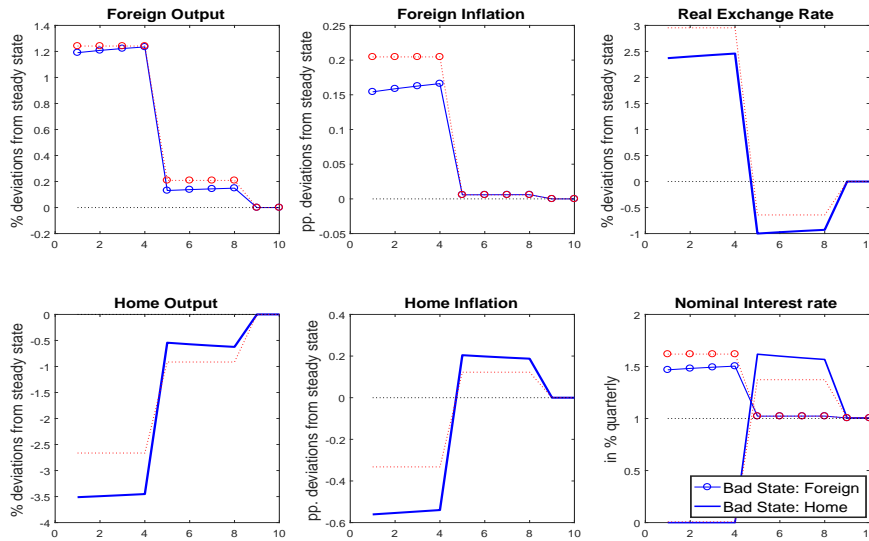 Foreign Output
% deviations from steady state
1.4
1.2
1
0.8
0.6
0.4
0.2
0
-0.2
0 2 4 6 8 10
Foreign Inflation
pp. deviations from steady state
0.25
0.2
0.15
0.1
0.05
0
-0.05
0 2 4 6 8 10
Real Exchange Rate
% deviations from steady state
3
2.5
2
1.5
1
0.5
0
-0.5
-1
0 2 4 6 8 10
Home Output
% deviations from steady state
0
-0.5
-1
-1.5
-2
-2.5
-3
-3.5
-4
0 2 4 6 8 10
Home Inflation
pp. deviations from steady state
0.4
0.2
0
-0.2
-0.4
-0.6
0 2 4 6 8 10
Nominal Interest rate
in % quarterly
2
1.5
1
0.5
0
0 2 4 6 8 10
Bad State: Foreign
Bad State: Home